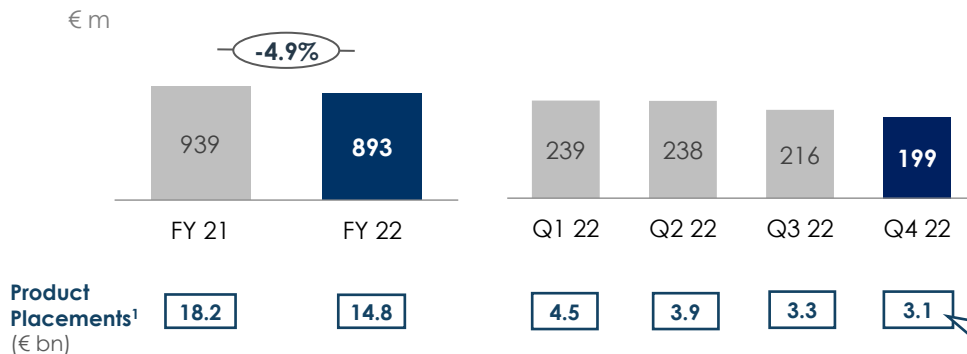 € m
-4.9%
939
893
239
238
216
199
FY 21
FY 22
Q1 22
Q2 22
Q3 22
Q4 22
Product
Placements¹
(€ bn)
18.2
14.8
4.5
3.9
3.3
3.1